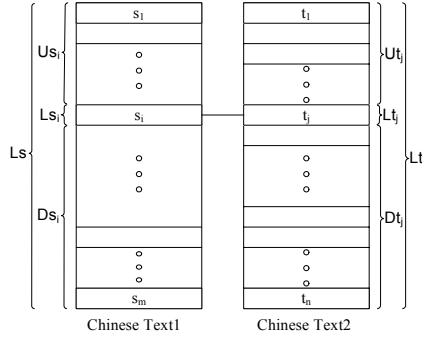 s1 t1
Usi Utj
Lsi si tj Ltj
Ls Lt
Dsi Dtj
sm tn
Chinese Text1 Chinese Text2